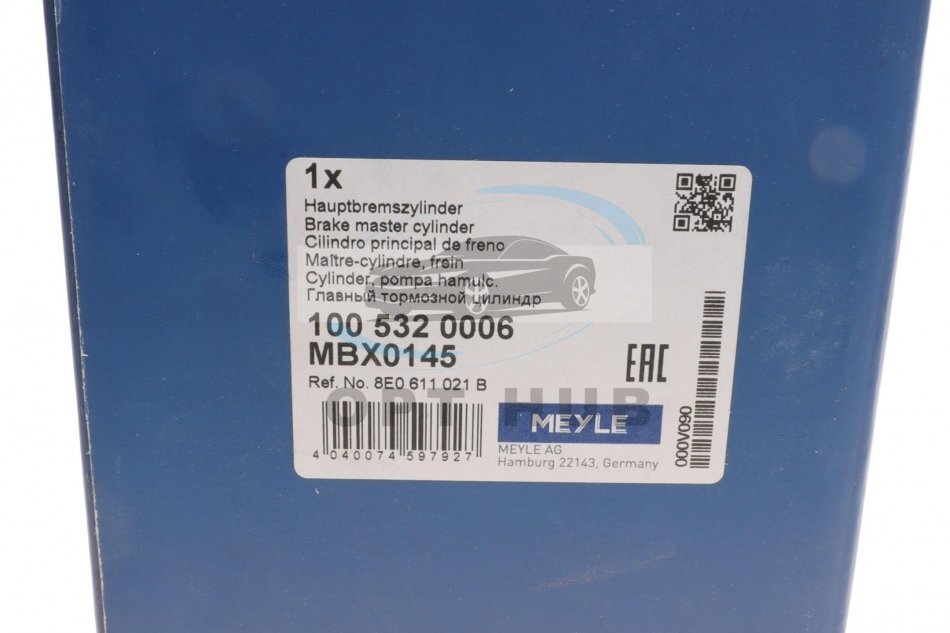 1x
Hauptbremszylinder
Brake master cylinder
Cilindro principal de freno
Maître-cylindre, frein
Cylinder, pompa hamulc.
Главный тормозной цилиндр
100 532 0006
MBX0145
Ref. No. 8E0 611 021 B
EAC
OPT HUB
MEYLE
MEYLE AG
Hamburg 22143, Germany
4 040074 597927
000V090